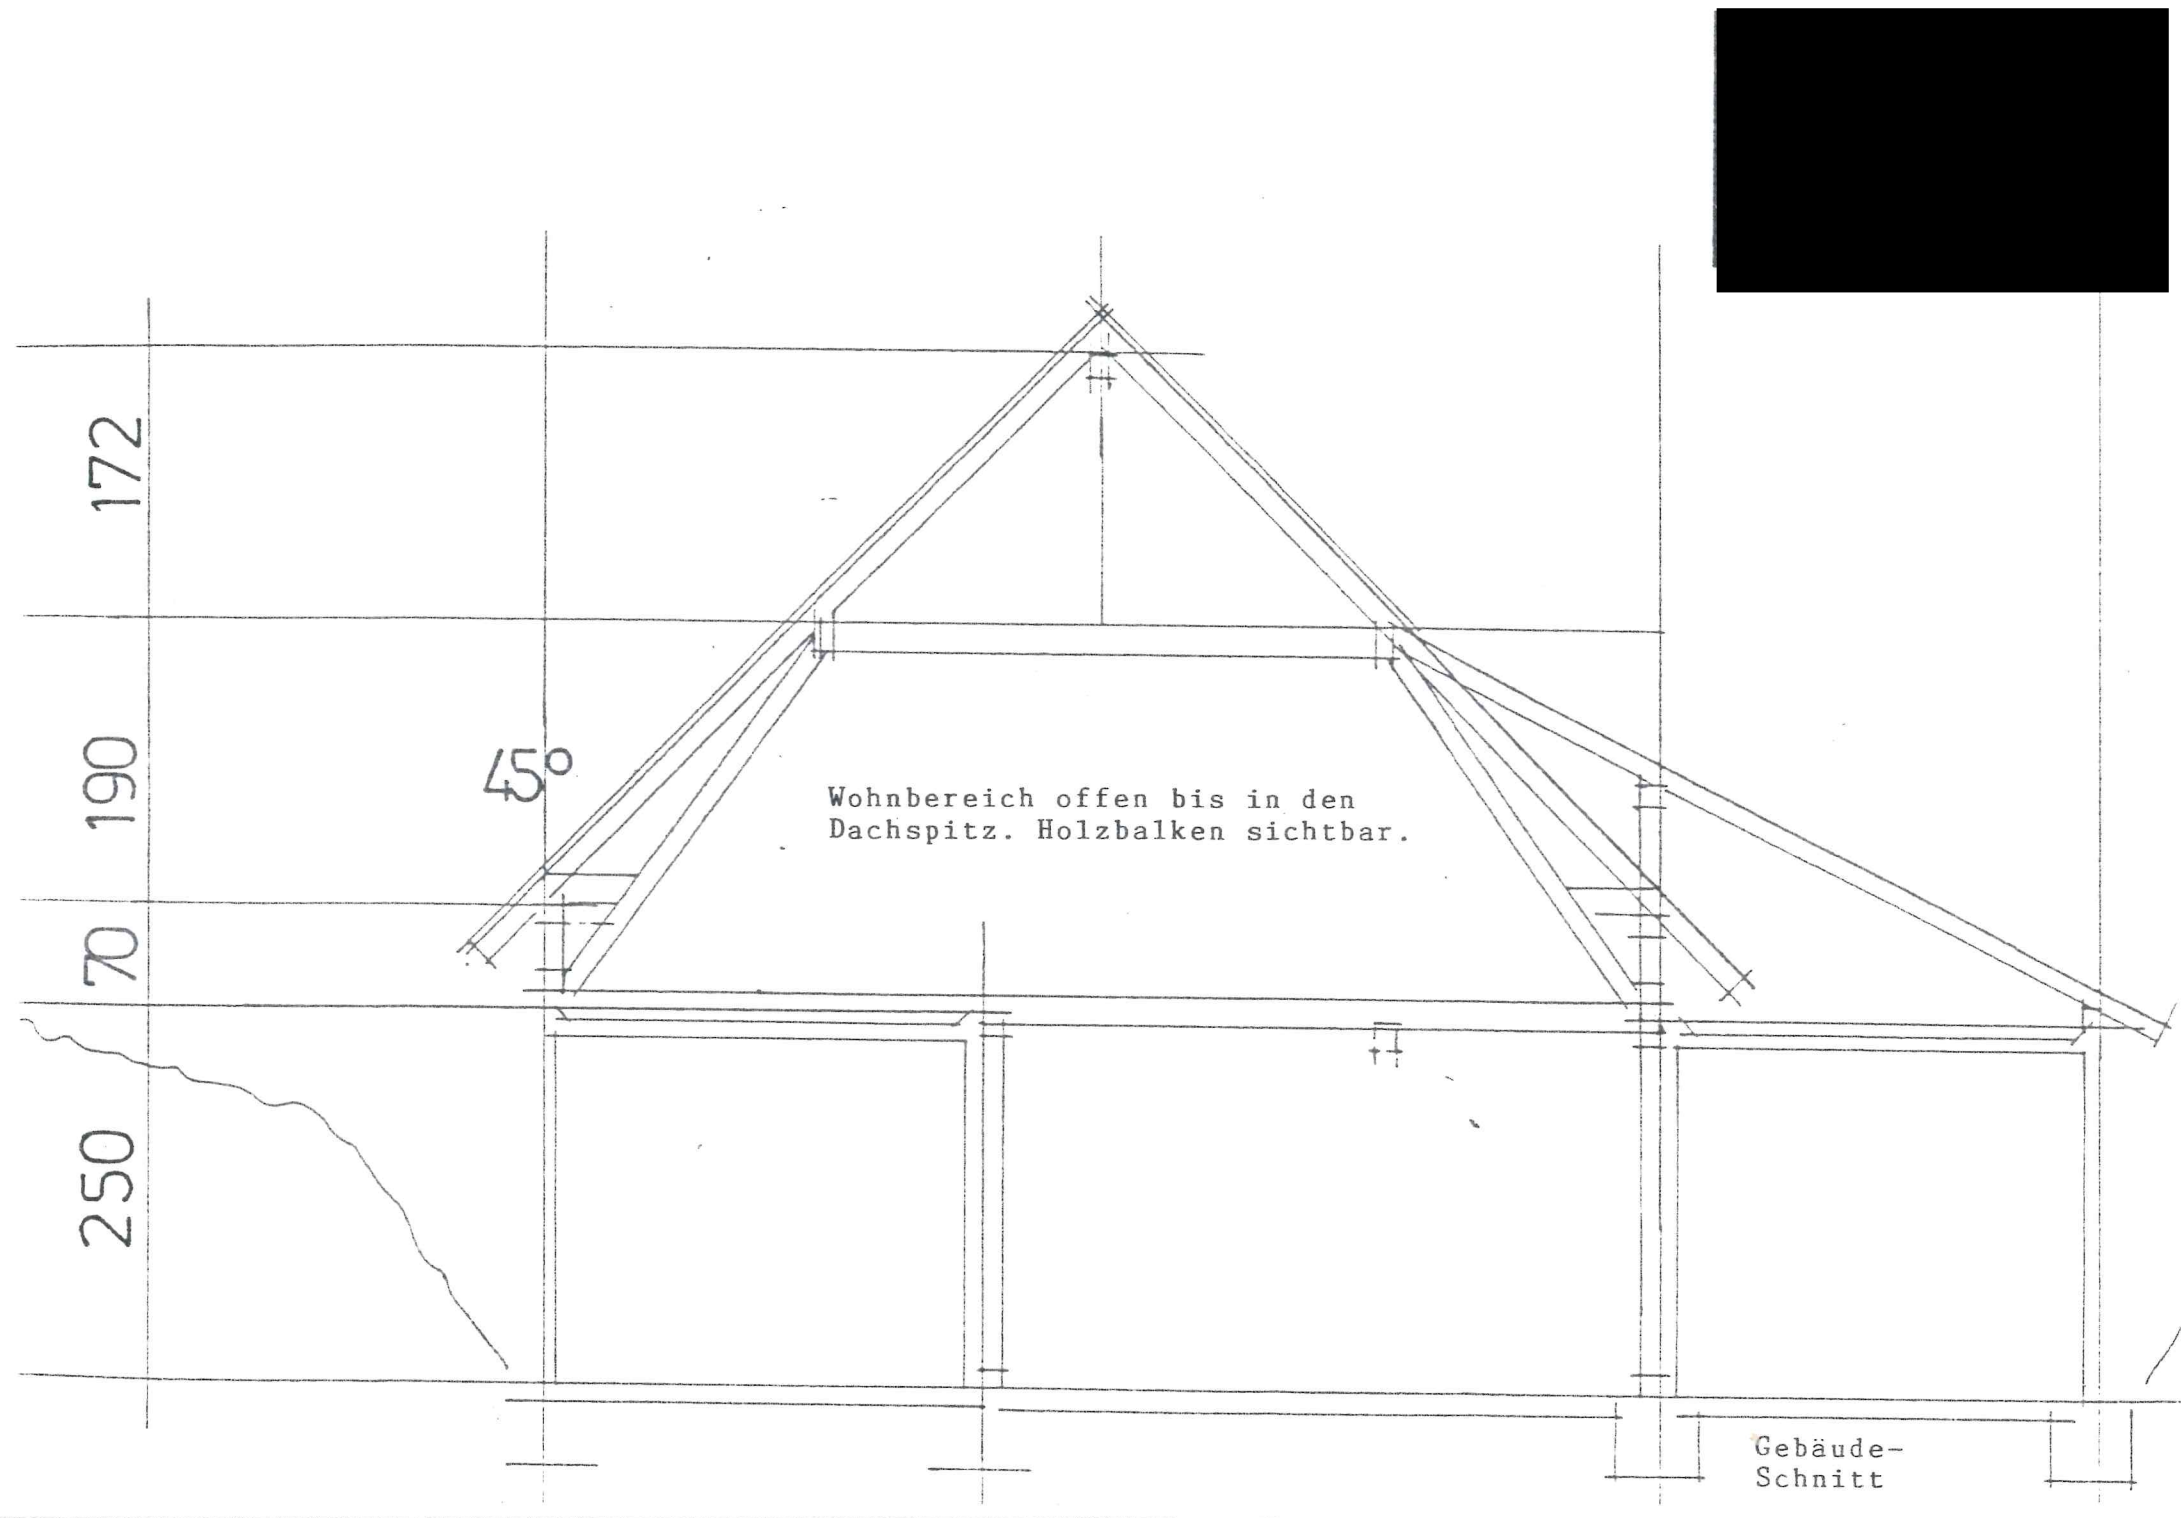 172
190
45°
Wohnbereich offen bis in den
Dachspitz. Holzbalken sichtbar.
70
250
Gebäude-
Schnitt